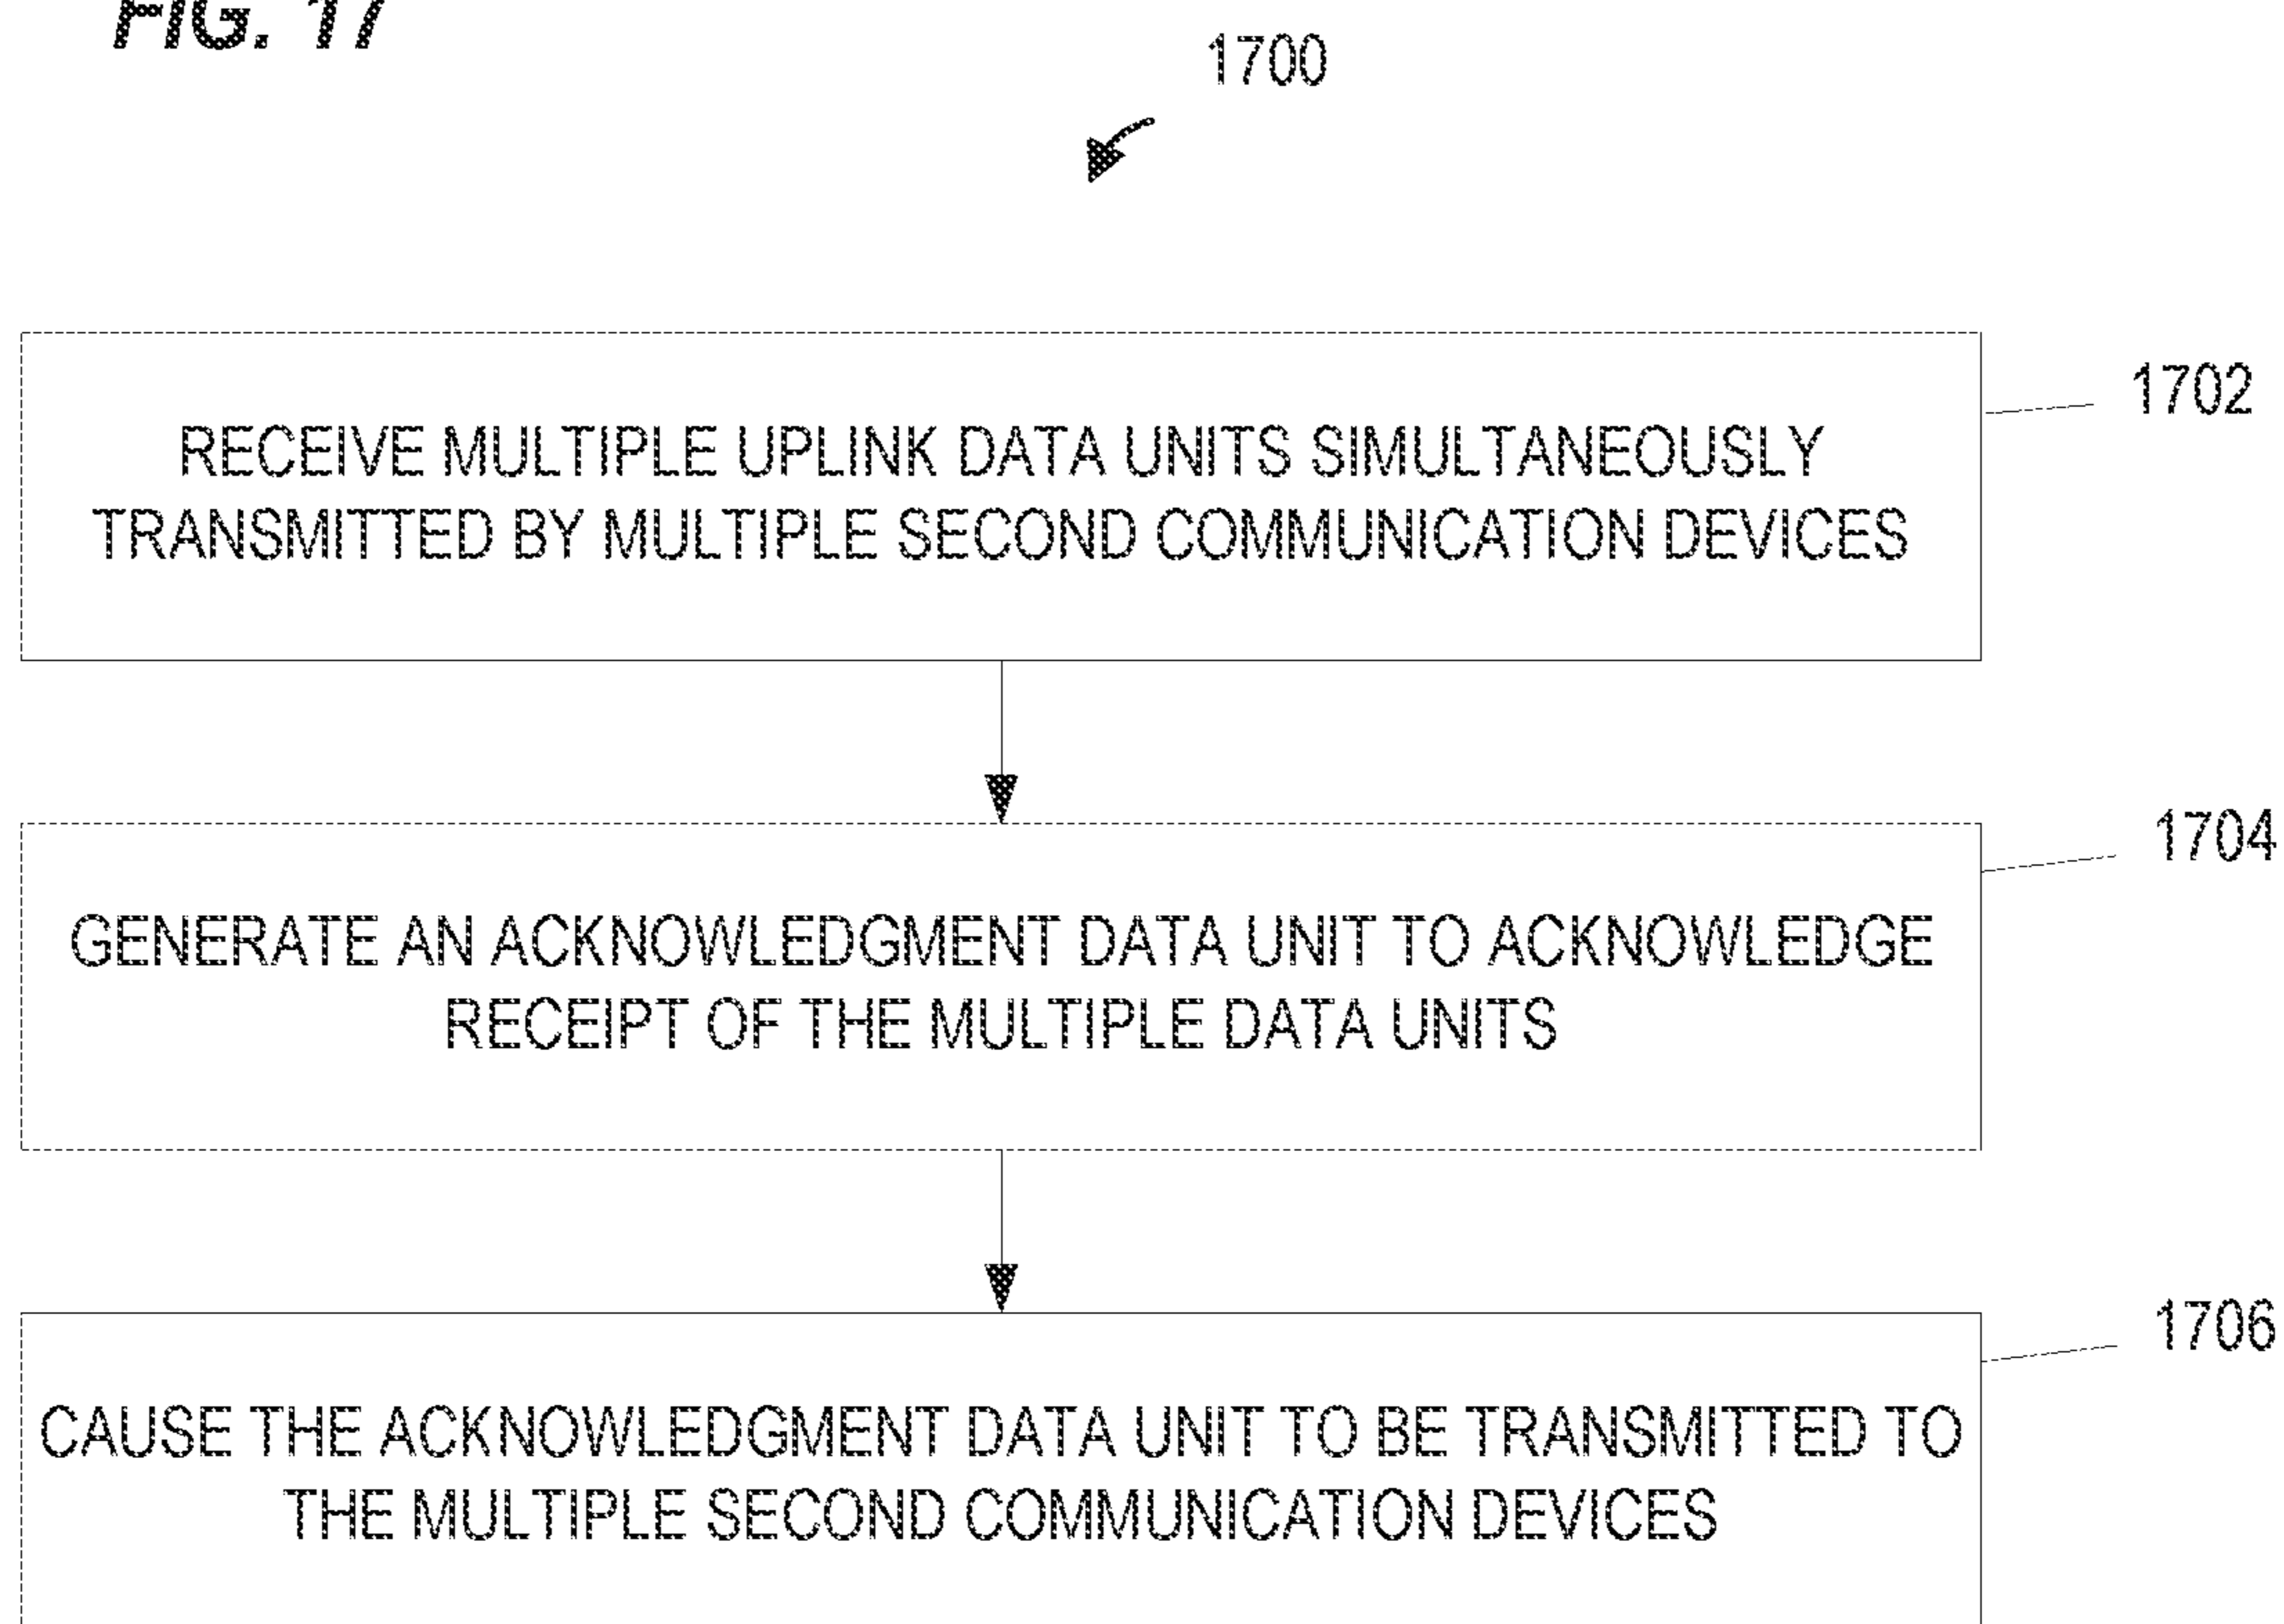 FIG. 17
1700
RECEIVE MULTIPLE UPLINK DATA UNITS SIMULTANEOUSLY
TRANSMITTED BY MULTIPLE SECOND COMMUNICATION DEVICES
1702
GENERATE AN ACKNOWLEDGMENT DATA UNIT TO ACKNOWLEDGE
RECEIPT OF THE MULTIPLE DATA UNITS
1704
CAUSE THE ACKNOWLEDGMENT DATA UNIT TO BE TRANSMITTED TO
THE MULTIPLE SECOND COMMUNICATION DEVICES
1706